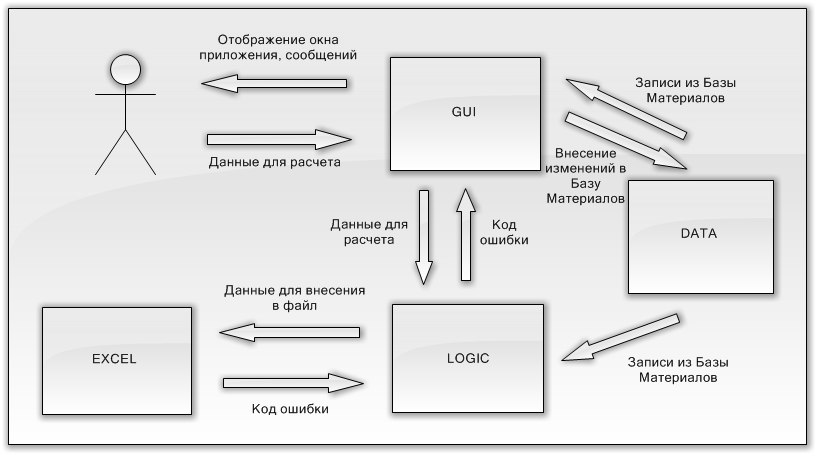 Отображение окна
приложения, сообщений
GUI
Записи из Базы
Материалов
Данные для расчета
Внесение
изменений в
Базу
Материалов
DATA
Данные для
расчета
Код
ошибки
Данные для внесения
в файл
EXCEL
LOGIC
Записи из Базы
Материалов
Код ошибки